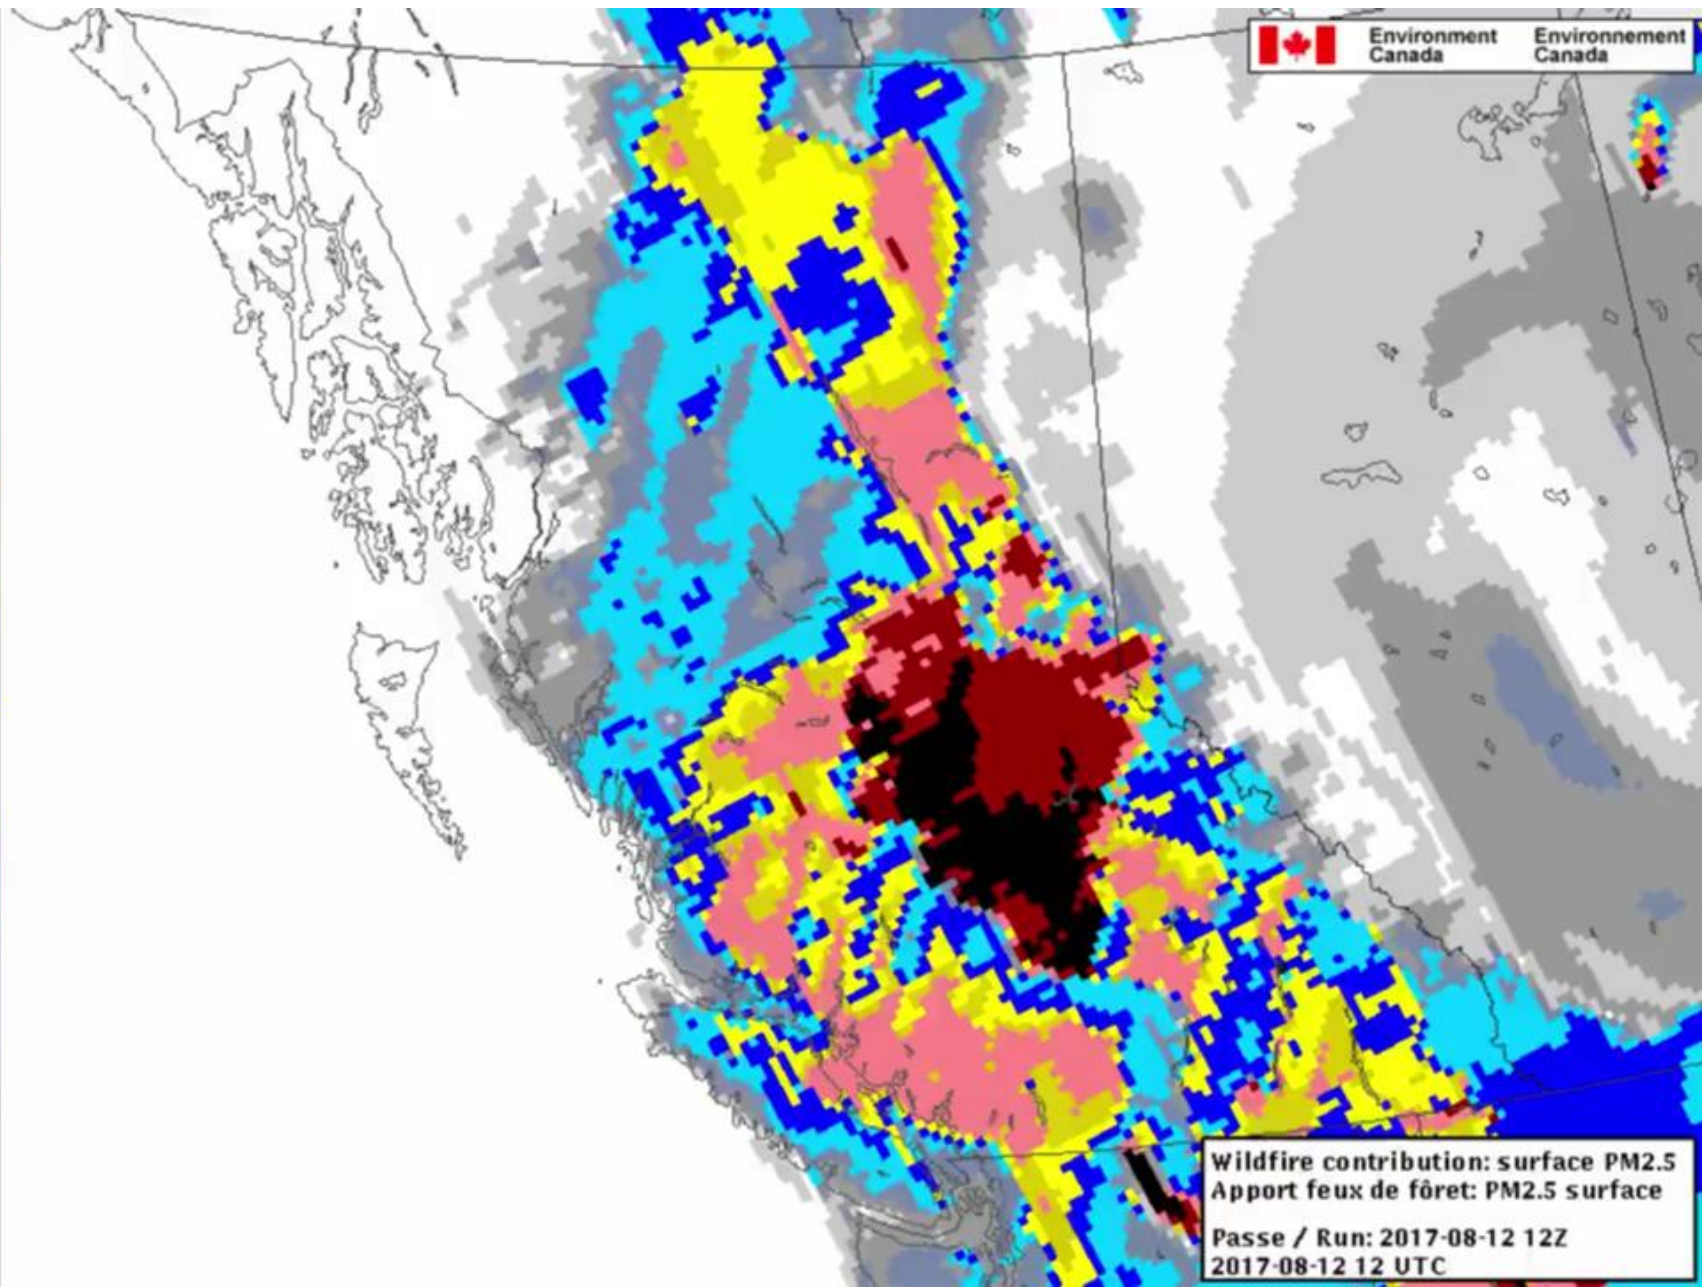 Environment Canada
Environnement Canada
Wildfire contribution: surface PM2.5
Apport feux de fôret: PM2.5 surface
Passe / Run: 2017-08-12 12Z
2017-08-12 12 UTC